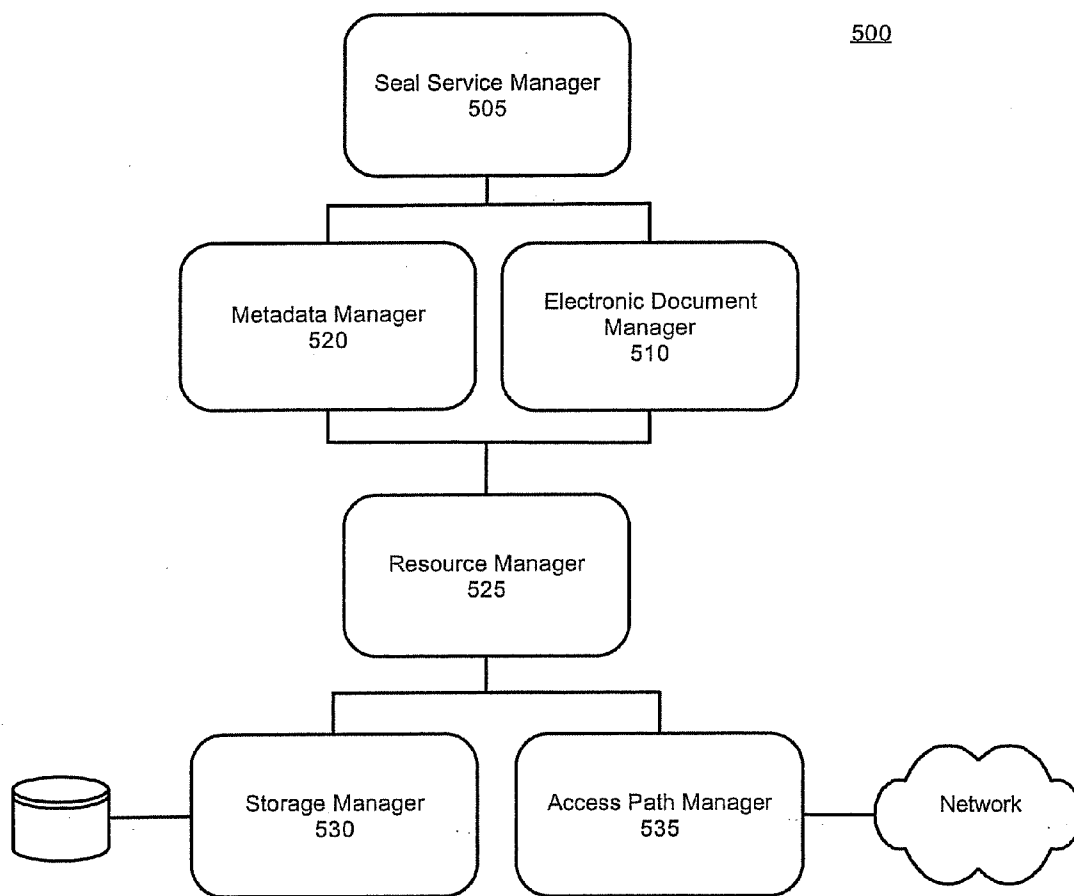 500
Seal Service Manager
505
Metadata Manager
520
Electronic Document
Manager
510
Resource Manager
525
Storage Manager
530
Access Path Manager
535
Network